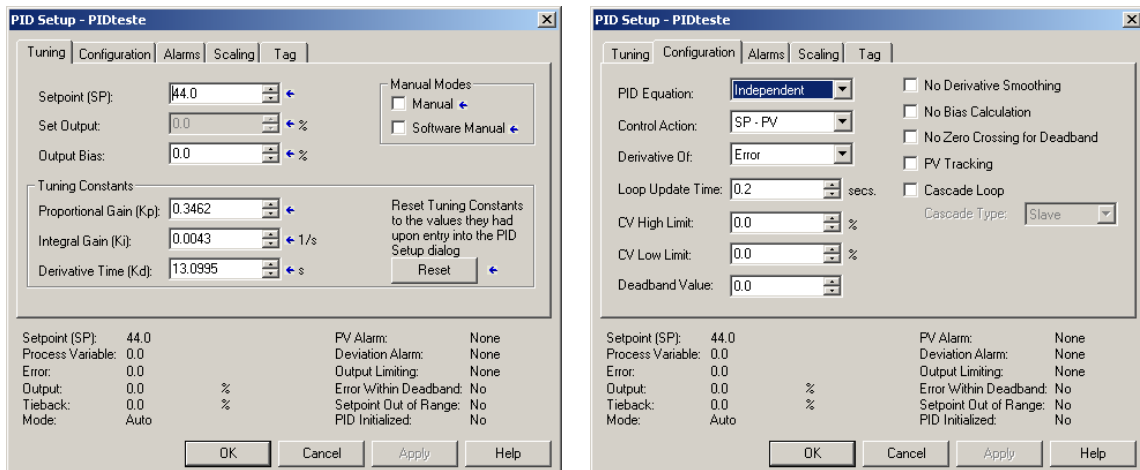 PID Setup - PIDteste
Tuning Configuration Alarms Scaling Tag
Setpoint (SP): 44.0
Set Output: 0.0 %
Output Bias: 0.0 %
Manual Modes
Manual
Software Manual
Tuning Constants
Proportional Gain (Kp): 0.3462
Integral Gain (Ki): 0.0043 1/s
Derivative Time (Kd): 13.0995 s
Reset Tuning Constants
to the values they had
upon entry into the PID
Setup dialog
Reset
Setpoint (SP): 44.0 PV Alarm: None
Process Variable: 0.0 Deviation Alarm: None
Error: 0.0 Output Limiting: None
Output: 0.0 % Error Within Deadband: No
Tieback: 0.0 % Setpoint Out of Range: No
Mode: Auto PID Initialized: No
OK Cancel Apply Help
PID Setup - PIDteste
Tuning Configuration Alarms Scaling Tag
PID Equation: Independent
Control Action: SP - PV
Derivative Of: Error
Loop Update Time: 0.2 secs.
CV High Limit: 0.0 %
CV Low Limit: 0.0 %
Deadband Value: 0.0
No Derivative Smoothing
No Bias Calculation
No Zero Crossing for Deadband
PV Tracking
Cascade Loop
Cascade Type: Slave
Setpoint (SP): 44.0 PV Alarm: None
Process Variable: 0.0 Deviation Alarm: None
Error: 0.0 Output Limiting: None
Output: 0.0 % Error Within Deadband: No
Tieback: 0.0 % Setpoint Out of Range: No
Mode: Auto PID Initialized: No
OK Cancel Apply Help